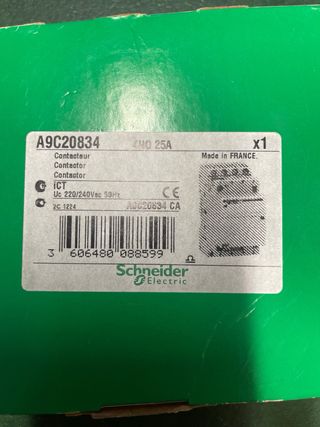 A9C20834 4NO 25A x1
Contacteur Made in FRANCE.
Contactor
Contactor
iCT
Uc 220/240Vac 50Hz CE
2C 1224 A9C20834 CA
3 606480 088599
Schneider
Electric